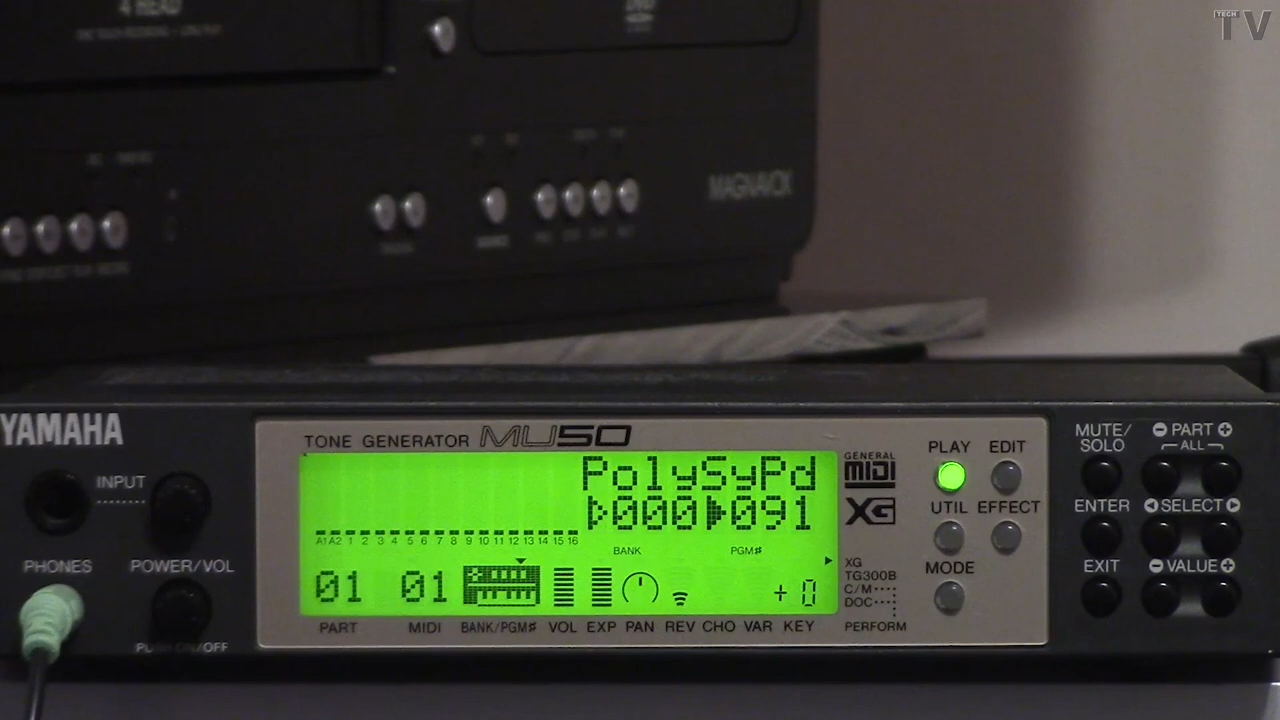 4 HEAD
TECH
TV
MAGNAVOX
YAMAHA
TONE GENERATOR MU50
INPUT
PHONES
POWER/VOL
PUSH ON/OFF
PolySyPd
000 091
A1 A2 1 2 3 4 5 6 7 8 9 10 11 12 13 14 15 16
BANK PGM#
01 01 + 0
PART MIDI BANK/PGM# VOL EXP PAN REV CHO VAR KEY
GENERAL
MIDI
XG
XG
TG300B
C/M
DOC
PERFORM
PLAY EDIT
UTIL EFFECT
MODE
MUTE/
SOLO
PART
ALL
ENTER
SELECT
EXIT
VALUE